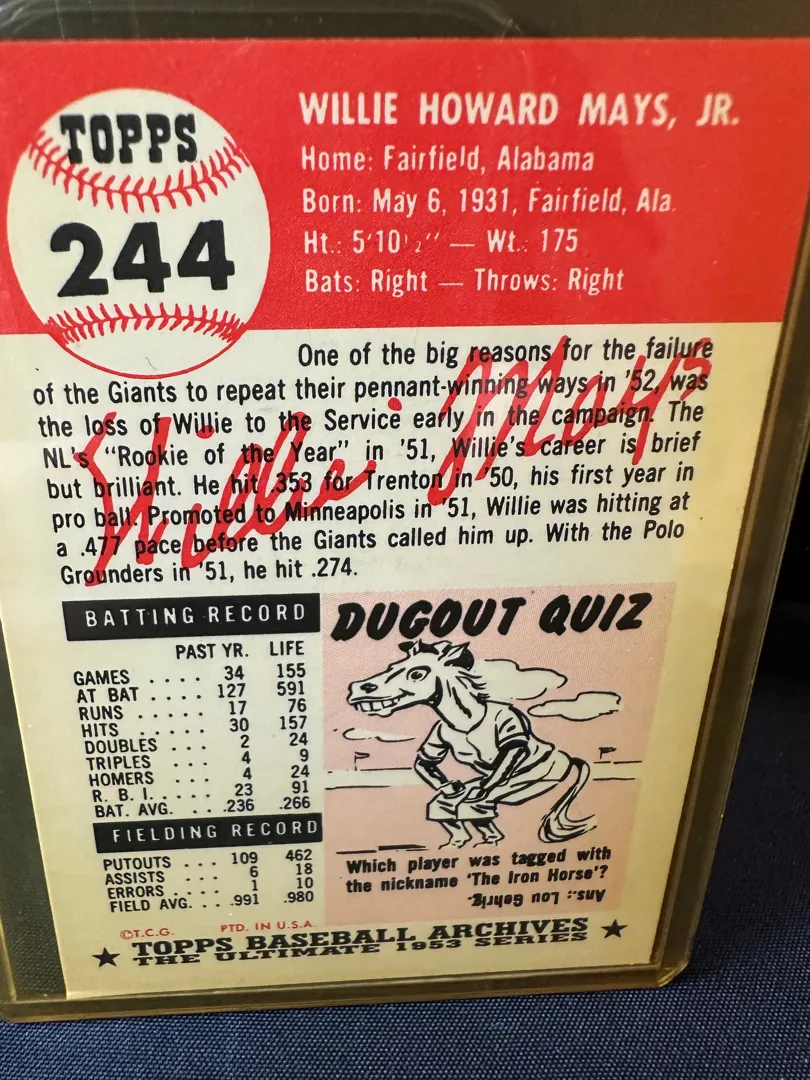 TOPPS
244
WILLIE HOWARD MAYS, JR.
Home: Fairfield, Alabama
Born: May 6, 1931, Fairfield, Ala.
Ht.: 5'10½" — Wt.: 175
Bats: Right — Throws: Right
One of the big reasons for the failure
of the Giants to repeat their pennant-winning ways in '52, was
the loss of Willie to the Service early in the campaign. The
NL's "Rookie of the Year" in '51, Willie's career is brief
but brilliant. He hit .353 for Trenton in '50, his first year in
pro ball. Promoted to Minneapolis in '51, Willie was hitting at
a .477 pace before the Giants called him up. With the Polo
Grounders in '51, he hit .274.
Willie Mays
BATTING RECORD
PAST YR. LIFE
GAMES .... 34 155
AT BAT .... 127 591
RUNS ..... 17 76
HITS ..... 30 157
DOUBLES ... 2 24
TRIPLES ... 4 9
HOMERS ... 4 24
R. B. I. .... 23 91
BAT. AVG. ... .236 .266
FIELDING RECORD
PUTOUTS ... 109 462
ASSISTS .... 6 18
ERRORS .... 1 10
FIELD AVG. ... .991 .980
DUGOUT QUIZ
Which player was tagged with
the nickname 'The Iron Horse'?
Ans.: Lou Gehrig.
©T.C.G. PTD. IN U.S.A.
★ TOPPS BASEBALL ARCHIVES ★
THE ULTIMATE 1953 SERIES